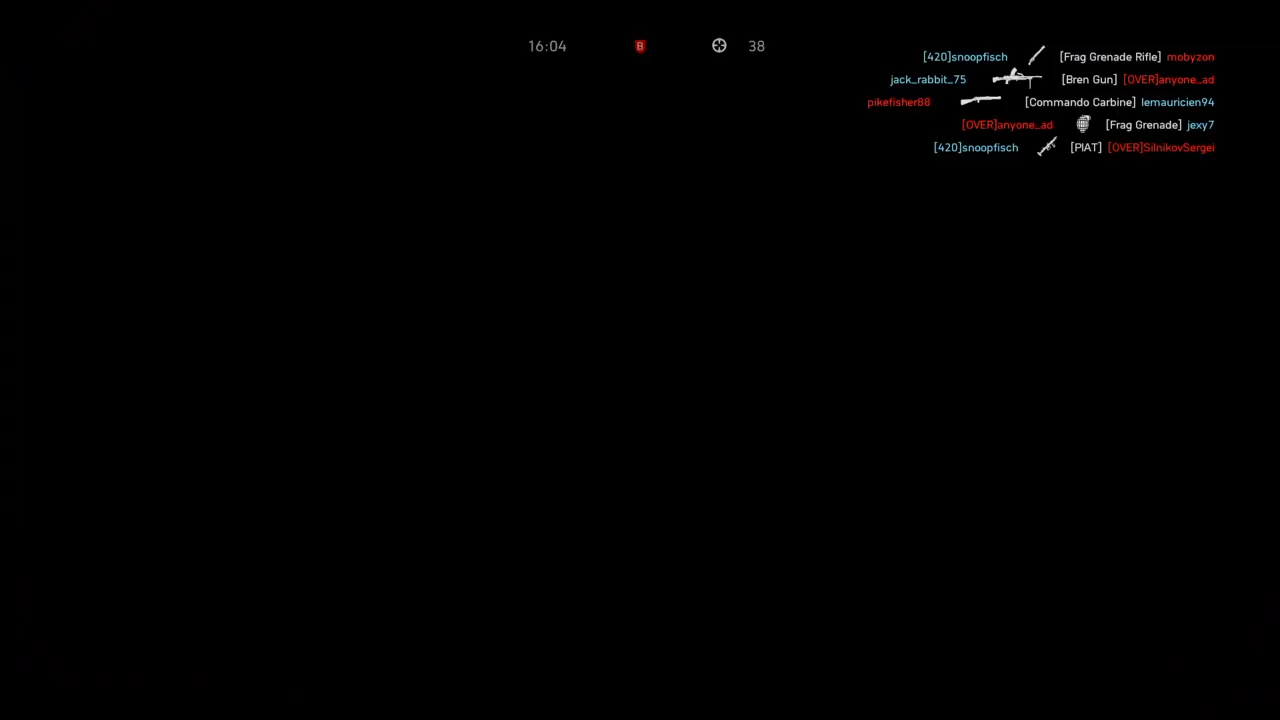 16:04 B 38
[420]snoopfisch [Frag Grenade Rifle] mobyzon
jack_rabbit_75 [Bren Gun] [OVER]anyone_ad
pikefisher88 [Commando Carbine] lemauricien94
[OVER]anyone_ad [Frag Grenade] jexy7
[420]snoopfisch [PIAT] [OVER]SilnikovSergei